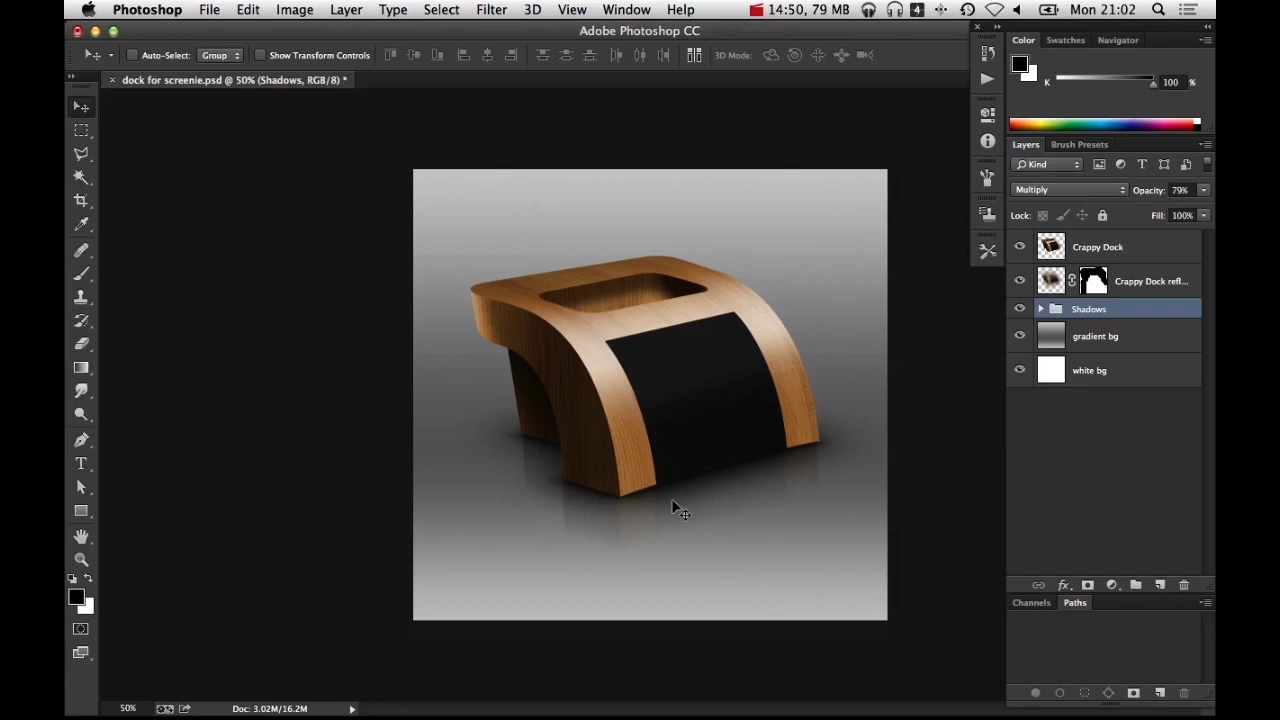 Photoshop File Edit Image Layer Type Select Filter 3D View Window Help 14:50, 79 MB 4 Mon 21:02
Adobe Photoshop CC
Auto-Select: Group Show Transform Controls 3D Mode:
× dock for screenie.psd @ 50% (Shadows, RGB/8) *
Color Swatches Navigator
K 100 %
Layers Brush Presets
Kind T
Multiply Opacity: 79%
Lock: Fill: 100%
Crappy Dock
Crappy Dock refl...
Shadows
gradient bg
white bg
fx
Channels Paths
50% Doc: 3.02M/16.2M